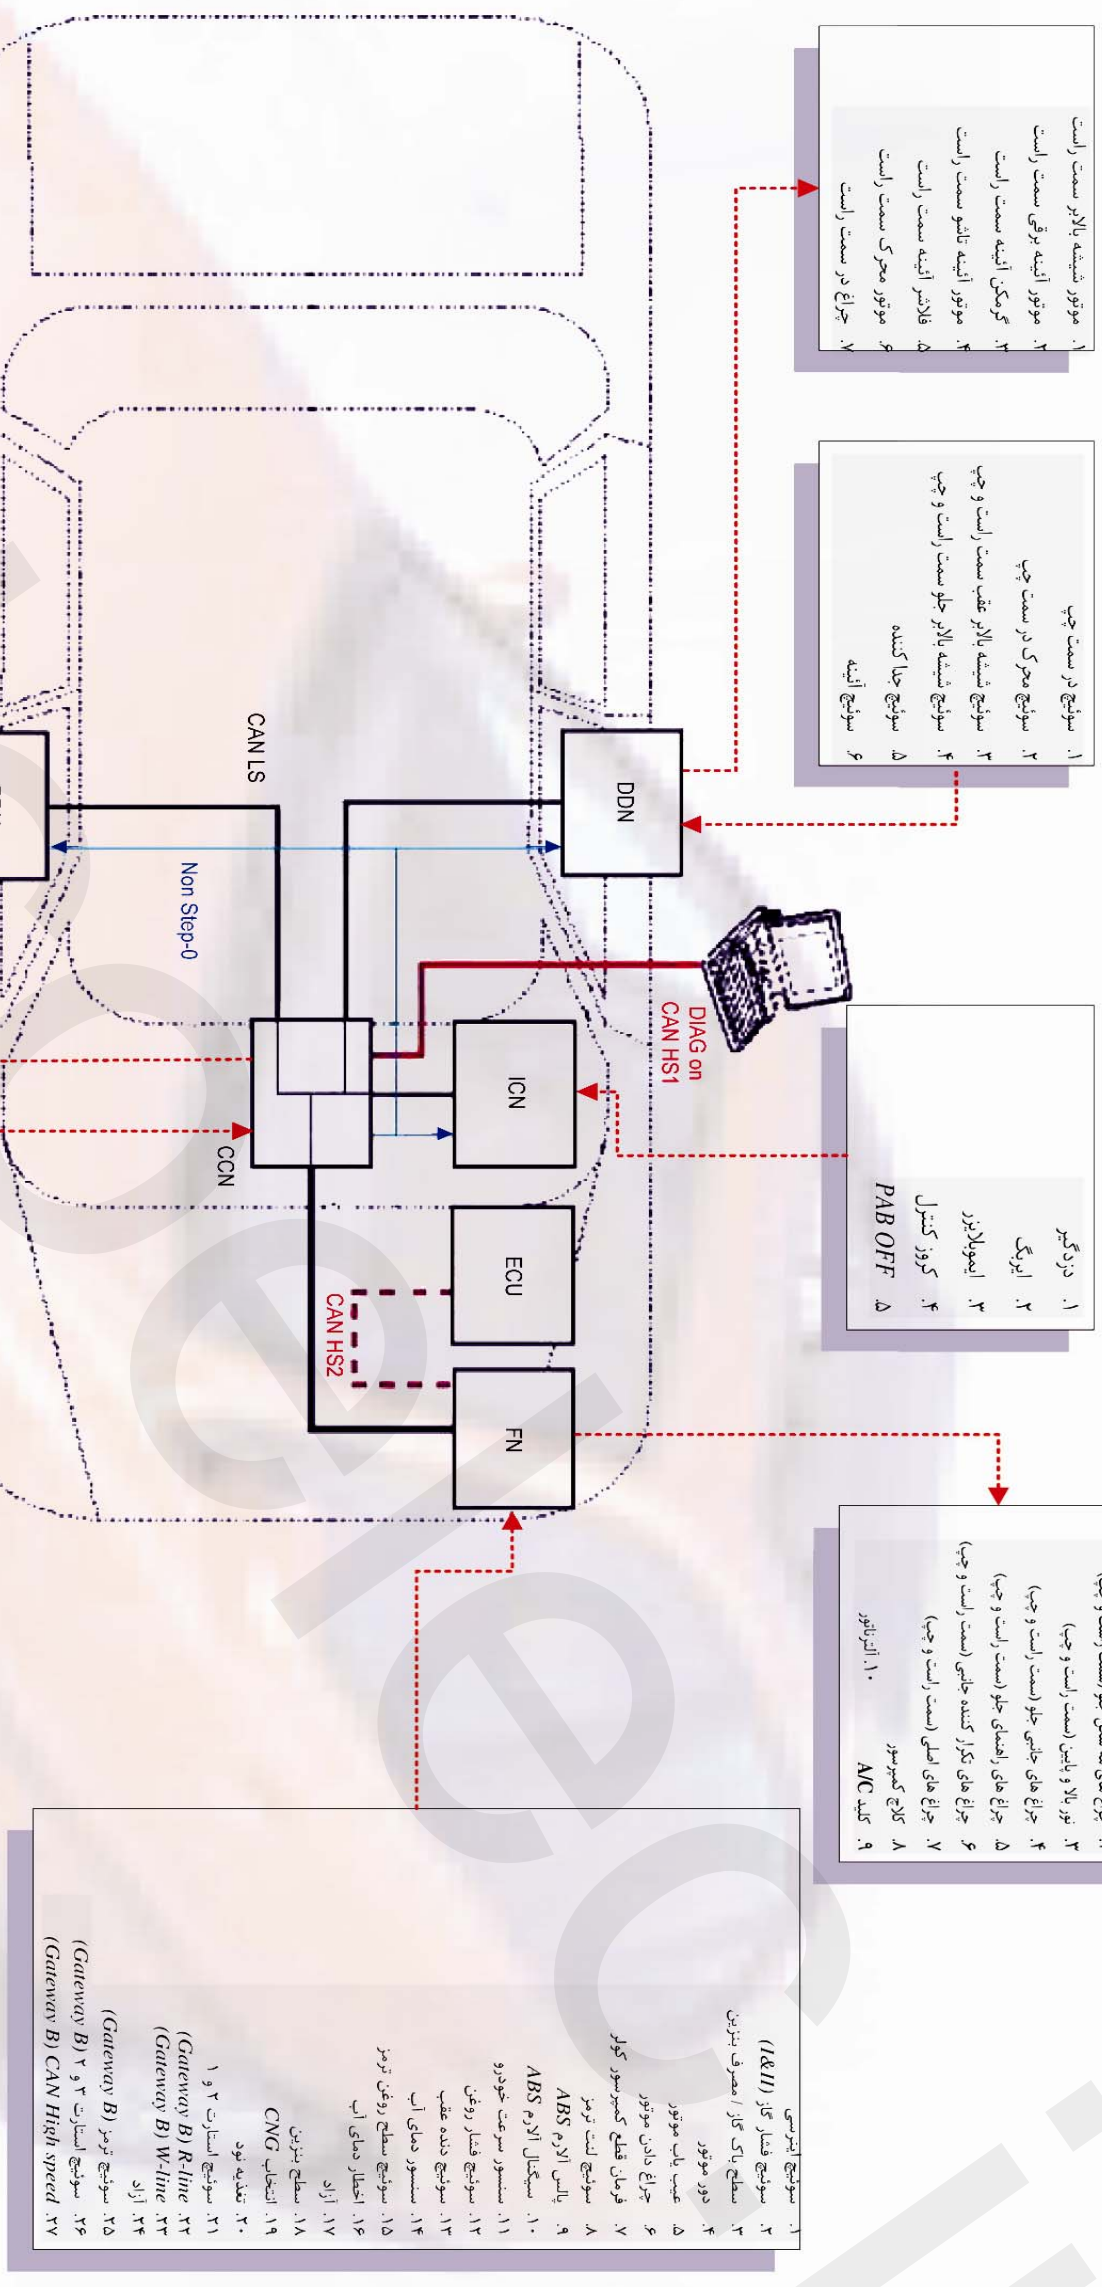 ۱. موتور شیشه بالابر سمت راست
۲. موتور آئینه برقی سمت راست
۳. گرمکن آئینه سمت راست
۴. موتور آئینه تاشو سمت راست
۵. فلاشر آئینه سمت راست
۶. موتور محرک سمت راست
۷. چراغ در سمت راست
۱. سوئیچ در سمت چپ
۲. سوئیچ محرک در سمت چپ
۳. سوئیچ شیشه بالابر عقب سمت راست و چپ
۴. سوئیچ شیشه بالابر جلو سمت راست و چپ
۵. سوئیچ جدا کننده
۶. سوئیچ آئینه
۱. دزدگیر
۲. ایربگ
۳. ایموبلایزر
۴. کروز کنترل
۵. PAB OFF
۳. نور بالا و پایین (سمت راست و چپ)
۴. چراغ های جانبی جلو (سمت راست و چپ)
۵. چراغ های راهنمای جلو (سمت راست و چپ)
۶. چراغ های تکرار کننده جانبی (سمت راست و چپ)
۷. چراغ های اصلی (سمت راست و چپ)
۸. کلاچ کمپرسور
۹. کلید A/C
۱۰. آلترناتور
DDN
DIAG on
CAN HS1
ICN
ECU
FN
CAN HS2
CAN LS
Non Step-0
CCN
۱. سوئیچ اینرسی
۲. سوئیچ فشار گاز (I&II)
۳. سطح باک گاز / مصرف بنزین
۴. دور موتور
۵. عیب یاب موتور
۶. چراغ دادن موتور
۷. فرمان قطع کمپرسور کولر
۸. سوئیچ لنت ترمز
۹. پالس آلارم ABS
۱۰. سیگنال آلارم ABS
۱۱. سنسور سرعت خودرو
۱۲. سوئیچ فشار روغن
۱۳. سوئیچ دنده عقب
۱۴. سنسور دمای آب
۱۵. سوئیچ سطح روغن ترمز
۱۶. اخطار دمای آب
۱۷. آزاد
۱۸. سطح بنزین
۱۹. انتخاب CNG
۲۰. تغذیه نود
۲۱. سوئیچ استارت ۲ و ۱
۲۲. (Gateway B) R-line
۲۳. (Gateway B) W-line
۲۴. آزاد
۲۵. سوئیچ ترمز (Gateway B)
۲۶. سوئیچ استارت ۳ و ۲ (Gateway B)
۲۷. (Gateway B) CAN High speed